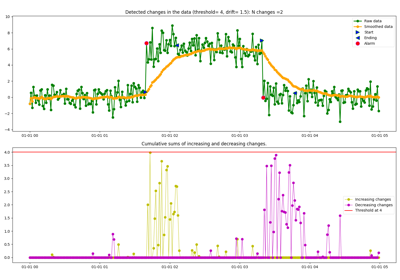 Detected changes in the data (threshold= 4, drift= 1.5): N changes =2
10
8
6
4
2
0
−2
−4
Raw data
Smoothed data
Start
Ending
Alarm
01-01 00 01-01 01 01-01 02 01-01 03 01-01 04 01-01 05
Cumulative sums of increasing and decreasing changes.
4.0
3.5
3.0
2.5
2.0
1.5
1.0
0.5
0.0
Increasing changes
Decreasing changes
Threshold at 4
01-01 00 01-01 01 01-01 02 01-01 03 01-01 04 01-01 05